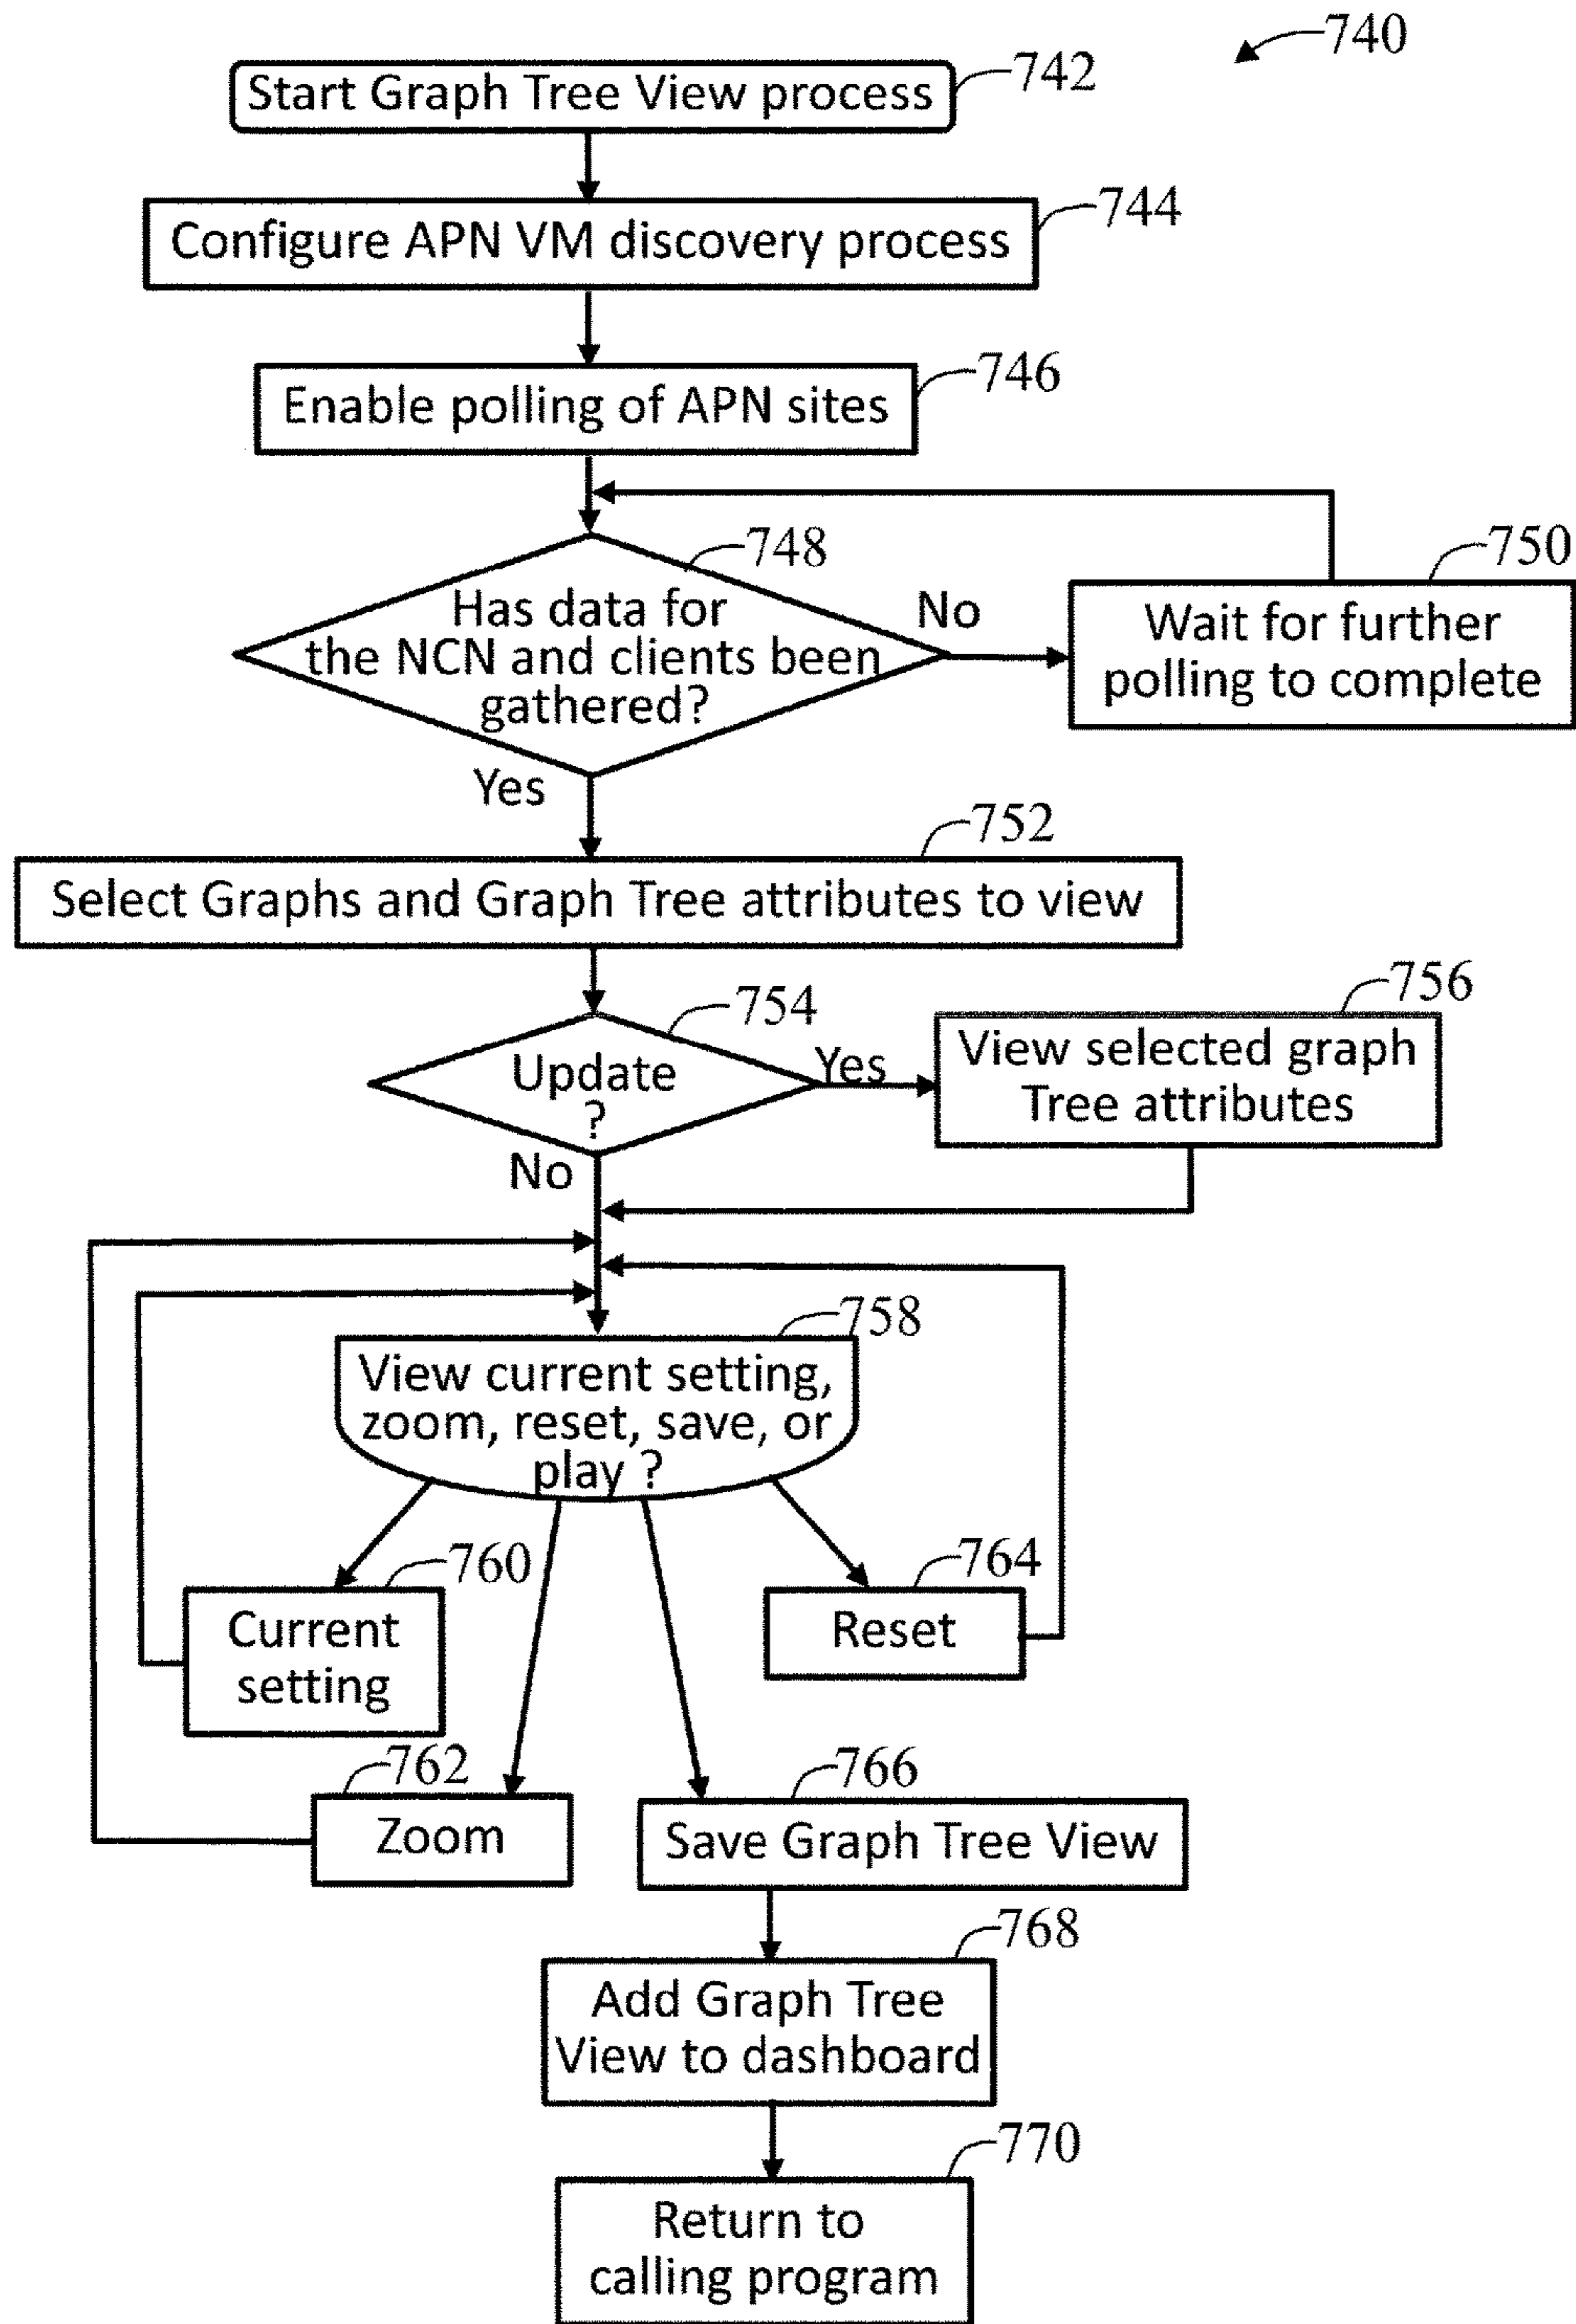 740
Start Graph Tree View process
742
Configure APN VM discovery process
744
Enable polling of APN sites
746
748
Has data for
the NCN and clients been
gathered?
No
Yes
750
Wait for further
polling to complete
752
Select Graphs and Graph Tree attributes to view
754
Update
?
Yes
No
756
View selected graph
Tree attributes
758
View current setting,
zoom, reset, save, or
play ?
760
Current
setting
764
Reset
762
Zoom
766
Save Graph Tree View
768
Add Graph Tree
View to dashboard
770
Return to
calling program